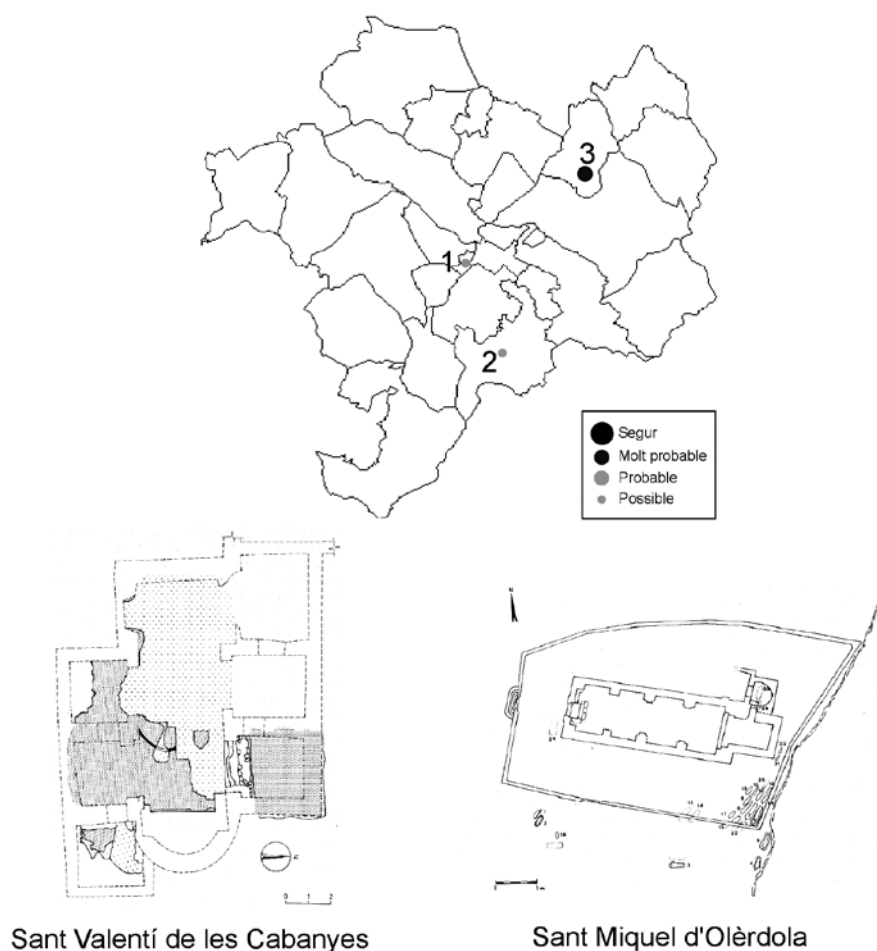 3
1
2
Segur
Molt probable
Probable
Possible
N
0 1 2
Sant Valentí de les Cabanyes
Sant Miquel d'Olèrdola